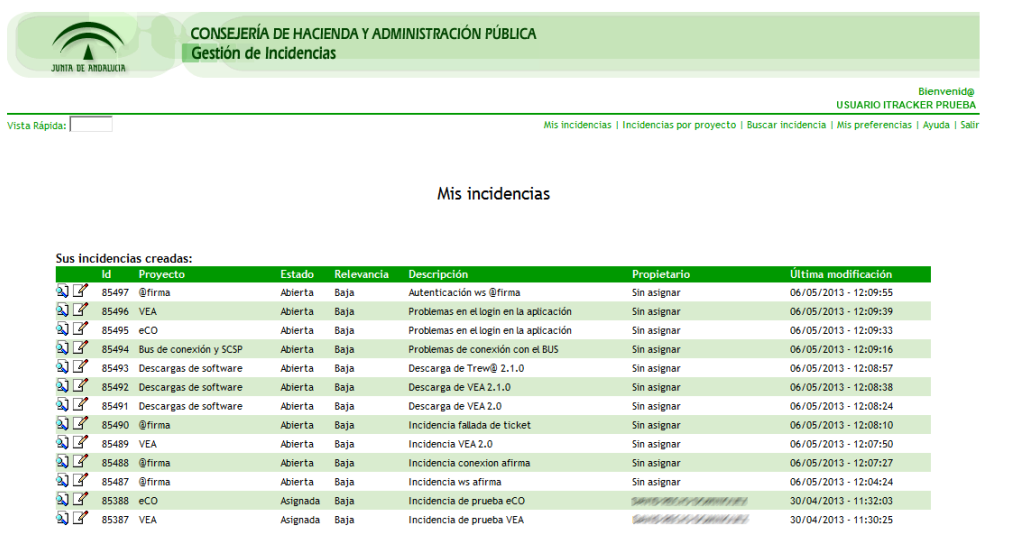 JUNTA DE ANDALUCIA
CONSEJERÍA DE HACIENDA Y ADMINISTRACIÓN PÚBLICA
Gestión de Incidencias
Bienvenid@
USUARIO ITRACKER PRUEBA
Vista Rápida:
Mis incidencias | Incidencias por proyecto | Buscar incidencia | Mis preferencias | Ayuda | Salir
Mis incidencias
Sus incidencias creadas:
Id Proyecto Estado Relevancia Descripción Propietario Última modificación
85497 @firma Abierta Baja Autenticación ws @firma Sin asignar 06/05/2013 - 12:09:55
85496 VEA Abierta Baja Problemas en el login en la aplicación Sin asignar 06/05/2013 - 12:09:39
85495 eCO Abierta Baja Problemas en el login en la aplicación Sin asignar 06/05/2013 - 12:09:33
85494 Bus de conexión y SCSP Abierta Baja Problemas de conexión con el BUS Sin asignar 06/05/2013 - 12:09:16
85493 Descargas de software Abierta Baja Descarga de Trew@ 2.1.0 Sin asignar 06/05/2013 - 12:08:57
85492 Descargas de software Abierta Baja Descarga de VEA 2.1.0 Sin asignar 06/05/2013 - 12:08:38
85491 Descargas de software Abierta Baja Descarga de VEA 2.0 Sin asignar 06/05/2013 - 12:08:24
85490 @firma Abierta Baja Incidencia fallada de ticket Sin asignar 06/05/2013 - 12:08:10
85489 VEA Abierta Baja Incidencia VEA 2.0 Sin asignar 06/05/2013 - 12:07:50
85488 @firma Abierta Baja Incidencia conexion afirma Sin asignar 06/05/2013 - 12:07:27
85487 @firma Abierta Baja Incidencia ws afirma Sin asignar 06/05/2013 - 12:04:24
85388 eCO Asignada Baja Incidencia de prueba eCO 30/04/2013 - 11:32:03
85387 VEA Asignada Baja Incidencia de prueba VEA 30/04/2013 - 11:30:25